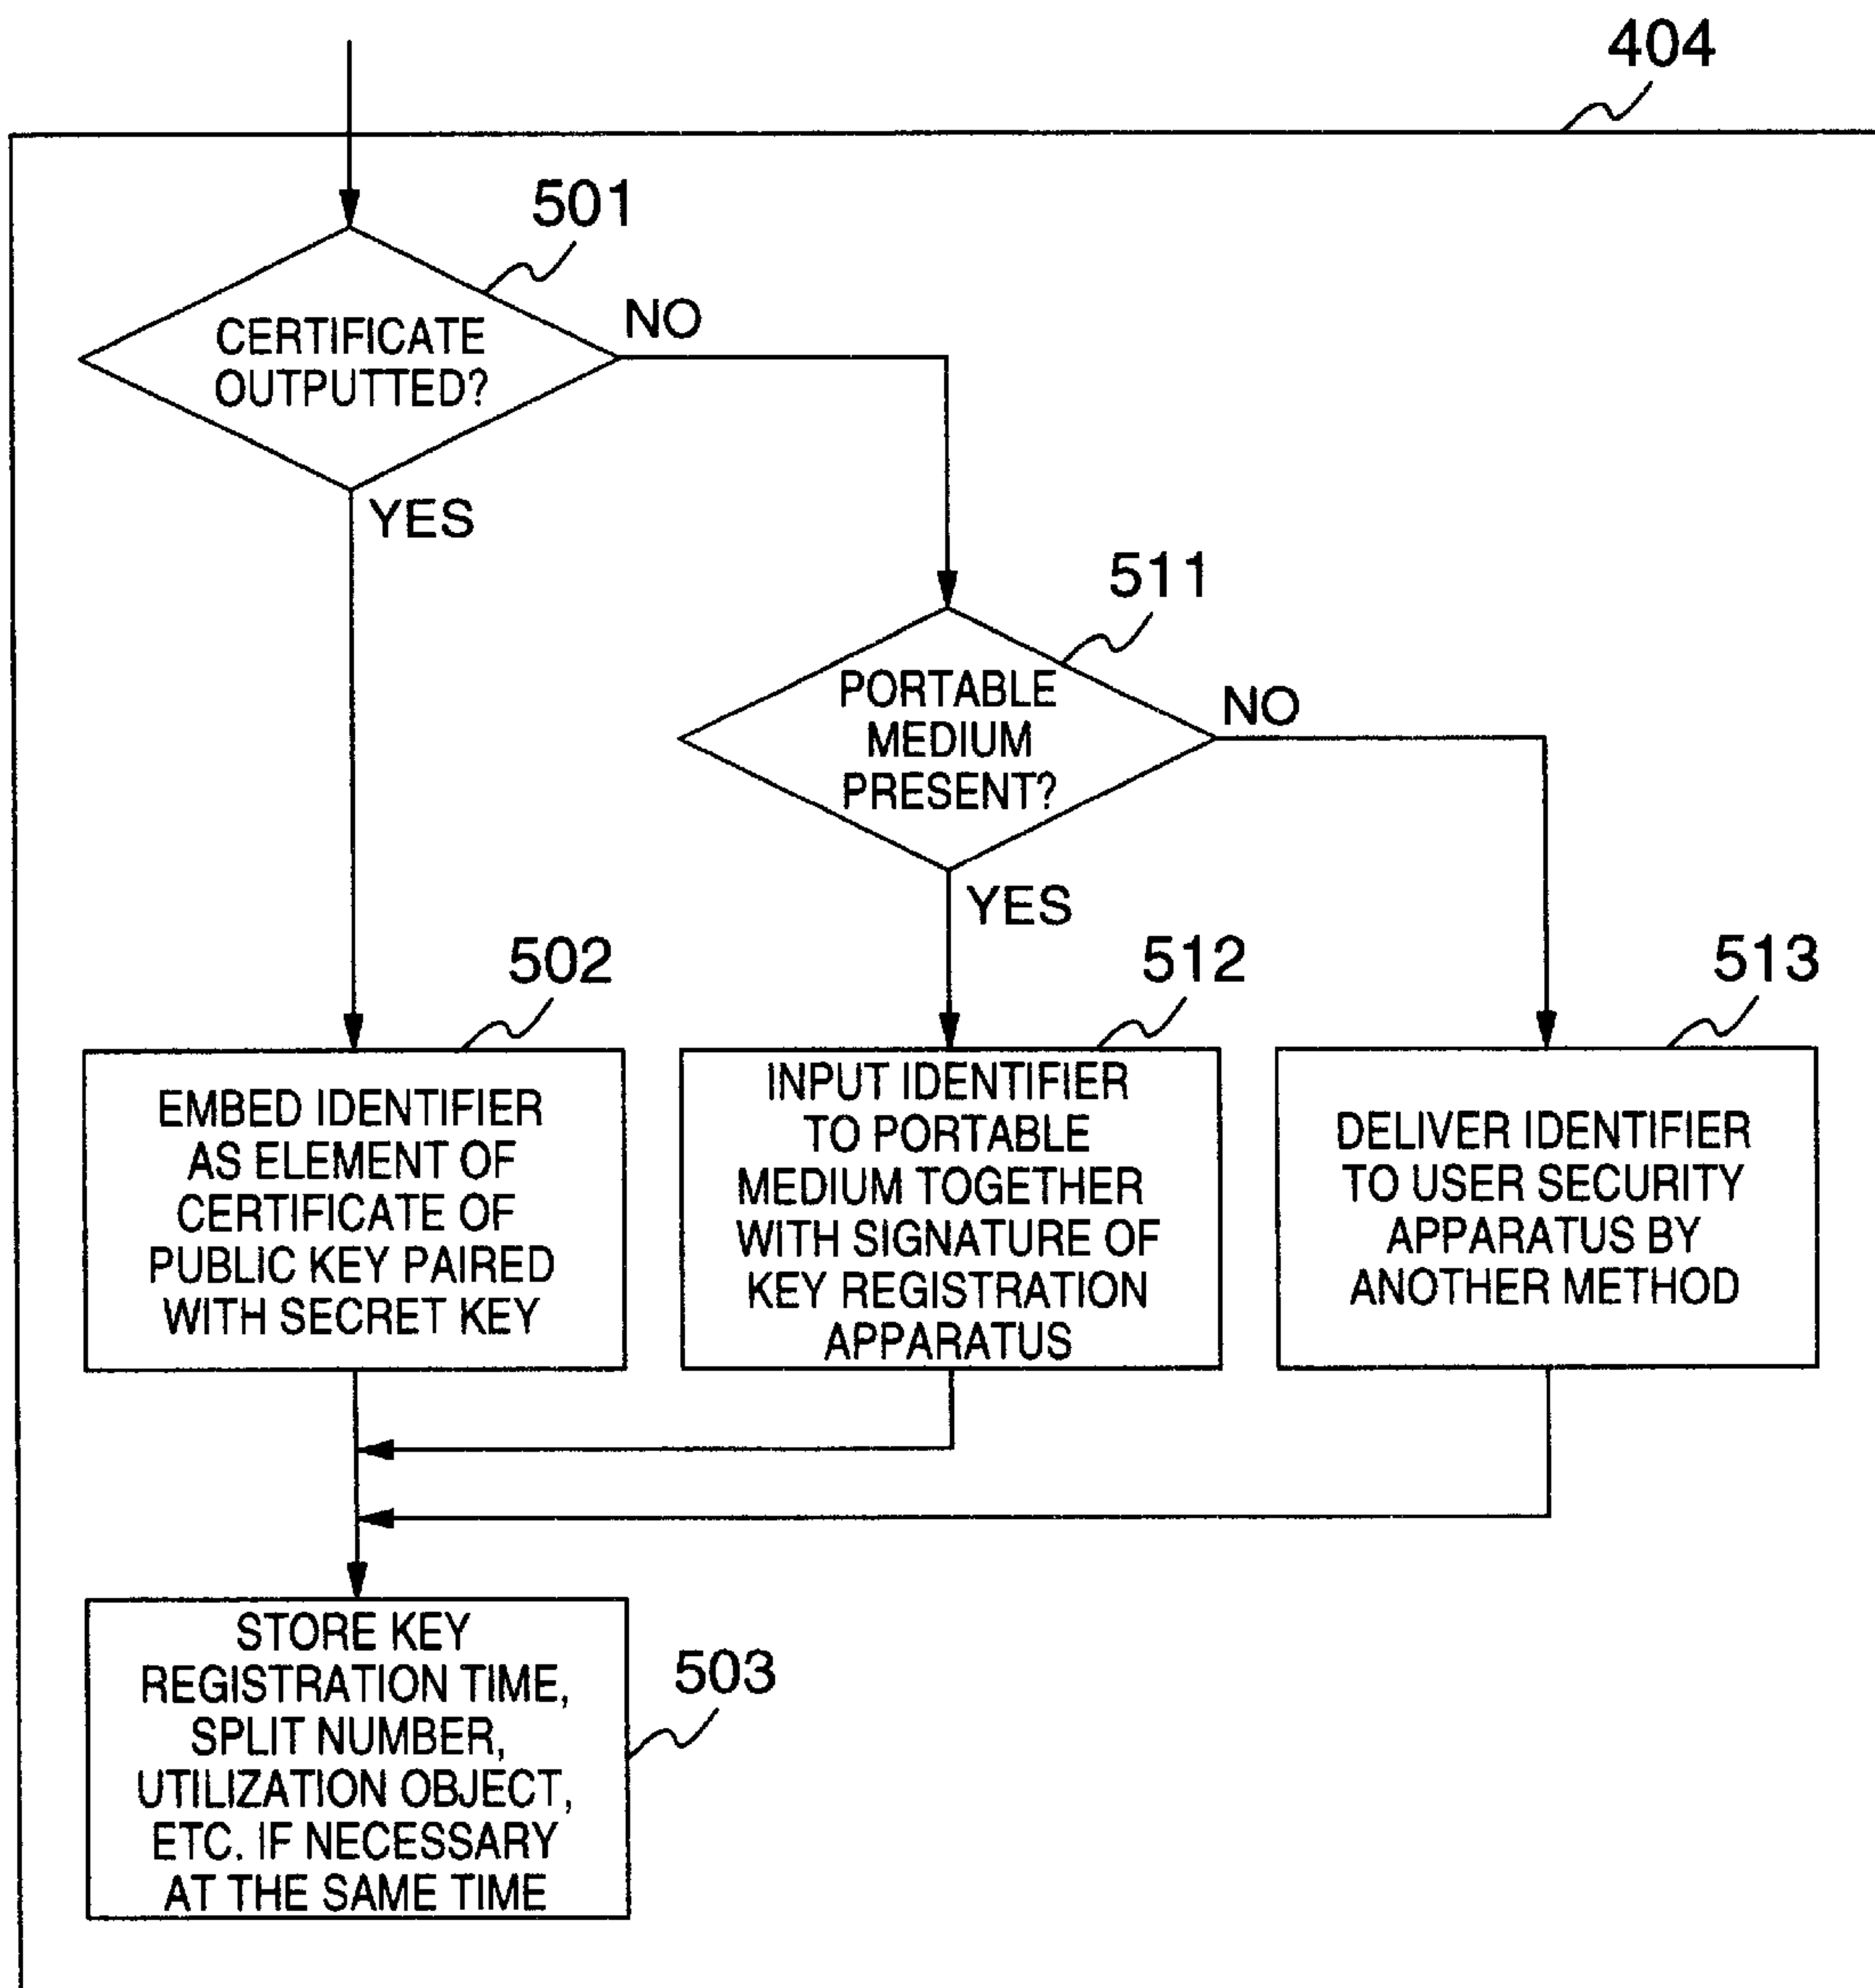 404
501
CERTIFICATE
OUTPUTTED?
NO
YES
511
PORTABLE
MEDIUM
PRESENT?
NO
YES
502
EMBED IDENTIFIER
AS ELEMENT OF
CERTIFICATE OF
PUBLIC KEY PAIRED
WITH SECRET KEY
512
INPUT IDENTIFIER
TO PORTABLE
MEDIUM TOGETHER
WITH SIGNATURE OF
KEY REGISTRATION
APPARATUS
513
DELIVER IDENTIFIER
TO USER SECURITY
APPARATUS BY
ANOTHER METHOD
STORE KEY
REGISTRATION TIME,
SPLIT NUMBER,
UTILIZATION OBJECT,
ETC. IF NECESSARY
AT THE SAME TIME
503